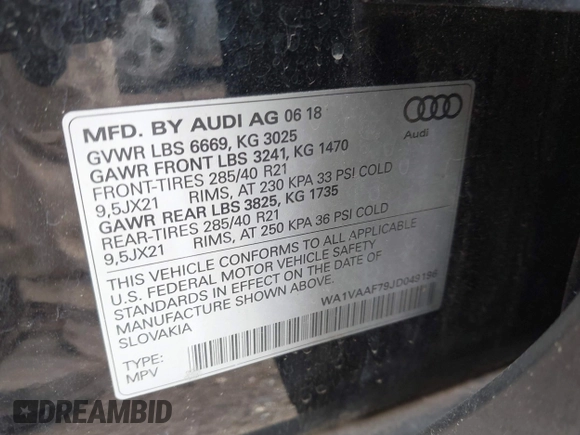 MFD. BY AUDI AG 06 18
GVWR LBS 6669, KG 3025
GAWR FRONT LBS 3241, KG 1470
FRONT-TIRES 285/40 R21
9,5JX21 RIMS, AT 230 KPA 33 PSI COLD
GAWR REAR LBS 3825, KG 1735
REAR-TIRES 285/40 R21
9,5JX21 RIMS, AT 250 KPA 36 PSI COLD
THIS VEHICLE CONFORMS TO ALL APPLICABLE
U.S. FEDERAL MOTOR VEHICLE SAFETY
STANDARDS IN EFFECT ON THE DATE OF
MANUFACTURE SHOWN ABOVE.
SLOVAKIA
TYPE:
MPV
Audi
DREAMBID